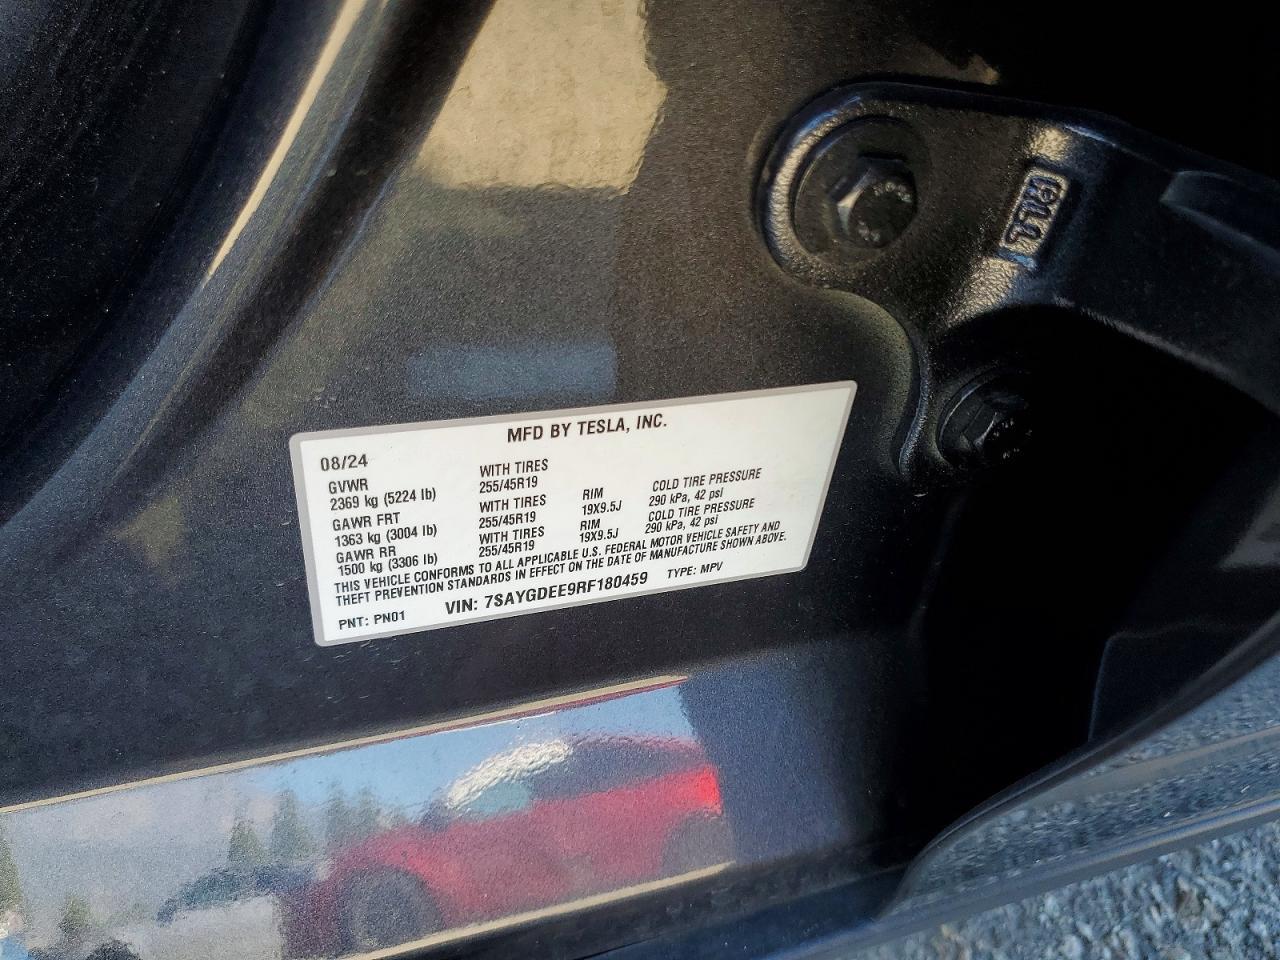 MFD BY TESLA, INC.
08/24
GVWR WITH TIRES
2369 kg (5224 lb) 255/45R19
GAWR FRT WITH TIRES RIM COLD TIRE PRESSURE
1363 kg (3004 lb) 255/45R19 19X9.5J 290 kPa, 42 psi
GAWR RR WITH TIRES RIM COLD TIRE PRESSURE
1500 kg (3306 lb) 255/45R19 19X9.5J 290 kPa, 42 psi
THIS VEHICLE CONFORMS TO ALL APPLICABLE U.S. FEDERAL MOTOR VEHICLE SAFETY AND
THEFT PREVENTION STANDARDS IN EFFECT ON THE DATE OF MANUFACTURE SHOWN ABOVE.
PNT: PN01 VIN: 7SAYGDEE9RF180459 TYPE: MPV